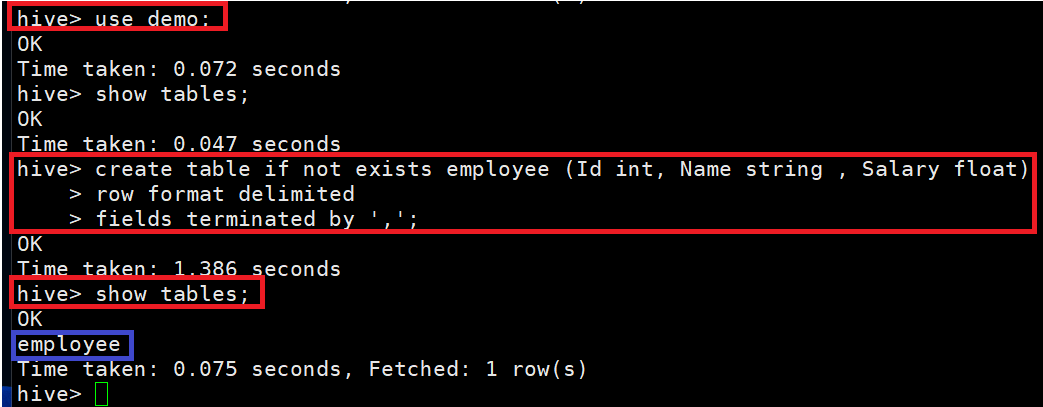 hive> use demo;
OK
Time taken: 0.072 seconds
hive> show tables;
OK
Time taken: 0.047 seconds
hive> create table if not exists employee (Id int, Name string , Salary float)
    > row format delimited
    > fields terminated by ',';
OK
Time taken: 1.386 seconds
hive> show tables;
OK
employee
Time taken: 0.075 seconds, Fetched: 1 row(s)
hive>